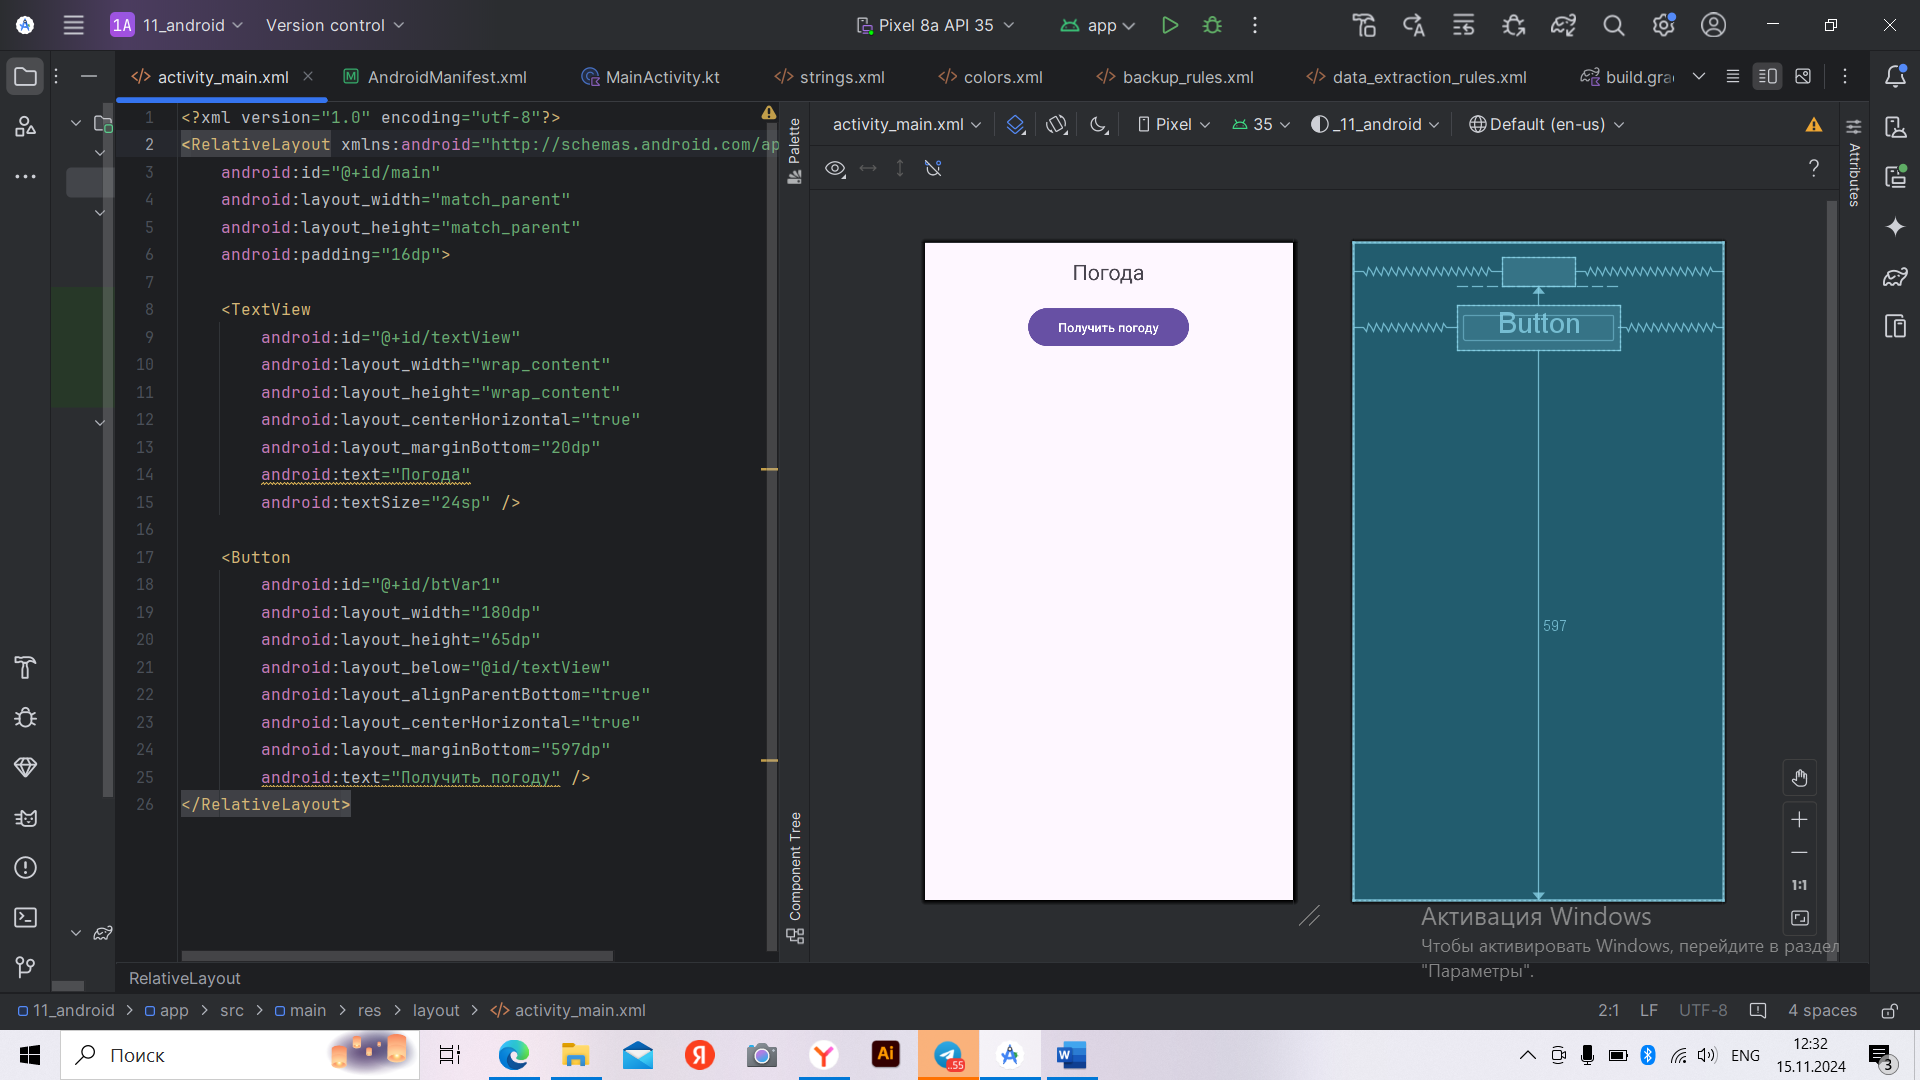 1A 11_android Version control Pixel 8a API 35 app
activity_main.xml AndroidManifest.xml MainActivity.kt strings.xml colors.xml backup_rules.xml data_extraction_rules.xml build.gra
1 <?xml version="1.0" encoding="utf-8"?>
2 <RelativeLayout xmlns:android="http://schemas.android.com/ap
3 android:id="@+id/main"
4 android:layout_width="match_parent"
5 android:layout_height="match_parent"
6 android:padding="16dp">
7
8 <TextView
9 android:id="@+id/textView"
10 android:layout_width="wrap_content"
11 android:layout_height="wrap_content"
12 android:layout_centerHorizontal="true"
13 android:layout_marginBottom="20dp"
14 android:text="Погода"
15 android:textSize="24sp" />
16
17 <Button
18 android:id="@+id/btVar1"
19 android:layout_width="180dp"
20 android:layout_height="65dp"
21 android:layout_below="@id/textView"
22 android:layout_alignParentBottom="true"
23 android:layout_centerHorizontal="true"
24 android:layout_marginBottom="597dp"
25 android:text="Получить погоду" />
26 </RelativeLayout>
RelativeLayout
Palette
Component Tree
activity_main.xml Pixel 35 _11_android Default (en-us)
?
Attributes
Погода
Получить погоду
Button
597
1:1
Активация Windows
Чтобы активировать Windows, перейдите в раздел
"Параметры".
11_android > app > src > main > res > layout > activity_main.xml 2:1 LF UTF-8 4 spaces
Поиск
Я
Y
Ai
55
W
ENG
12:32
15.11.2024
3